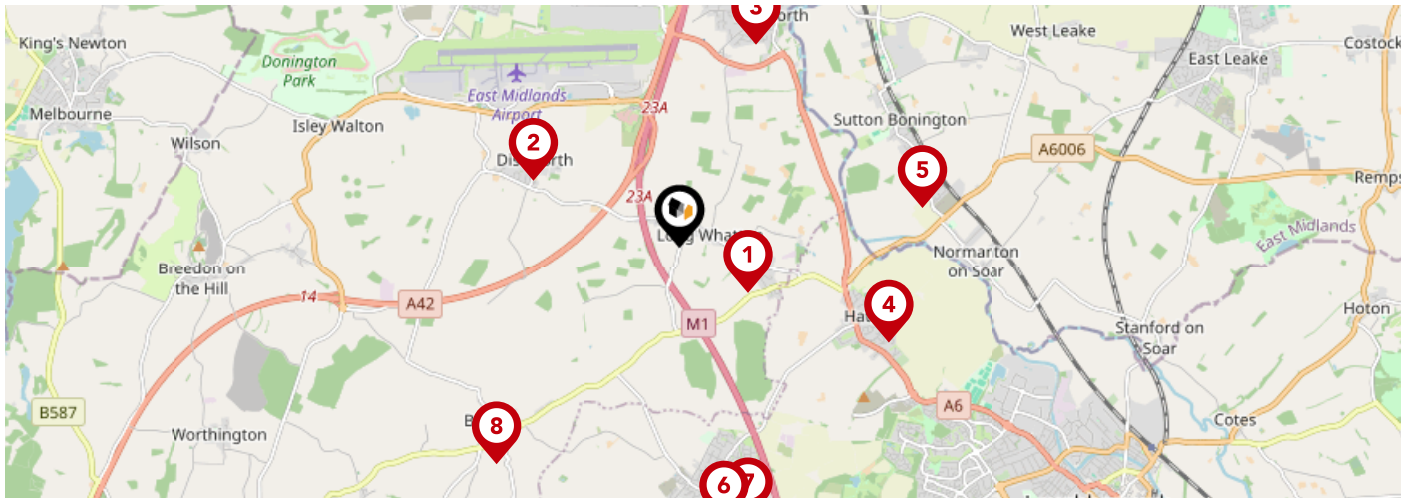 3
West Leake
King's Newton
Costock
Donington
Park
East Leake
East Midlands
Airport
23A
Melbourne
Isley Walton
Sutton Bonington
Wilson
2
A6006
5
Remps
23A
1
East Midlands
Normarton
on Soar
Breedon on
the Hill
14
A42
4
Hoton
M1
Stanford on
Soar
A6
B587
8
Cotes
Worthington
6
7